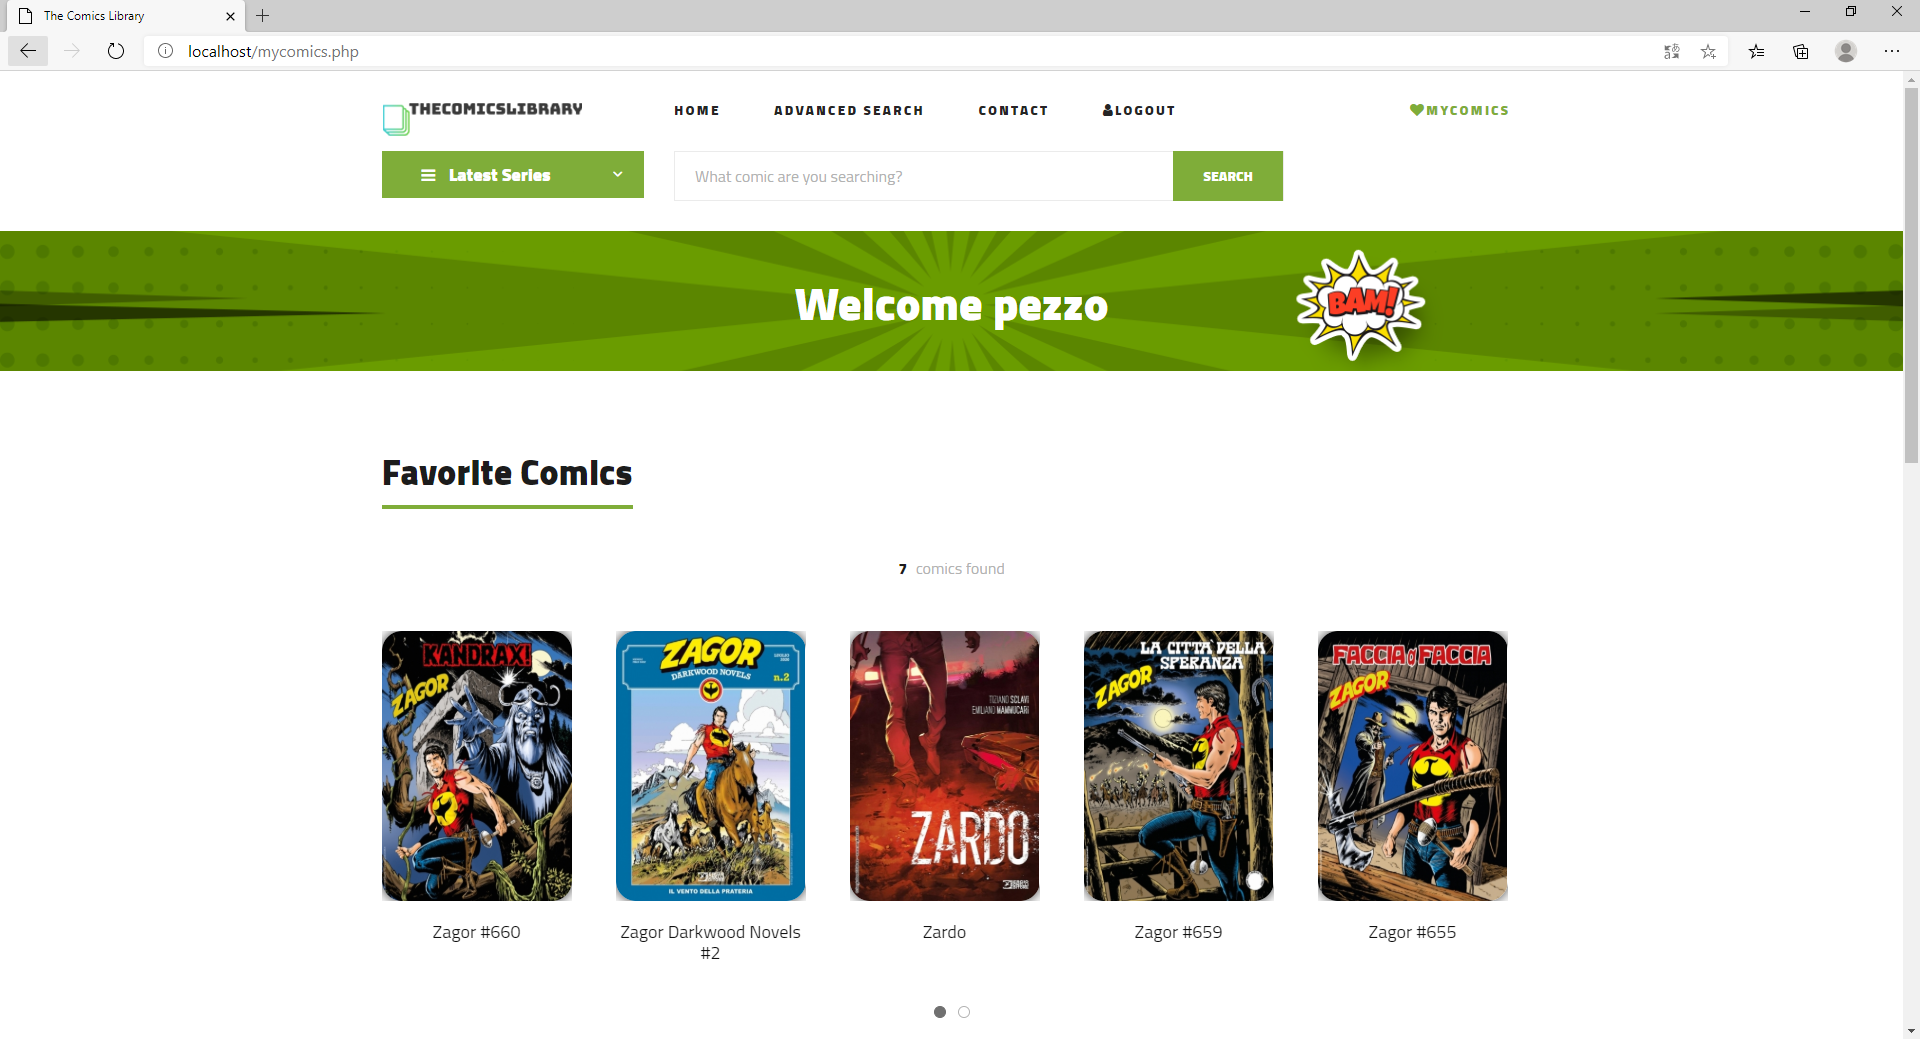 The Comics Library
localhost/mycomics.php
THECOMICSLIBRARY
HOME
ADVANCED SEARCH
CONTACT
LOGOUT
MYCOMICS
Latest Series
What comic are you searching?
SEARCH
Welcome pezzo
BAM!
Favorite Comics
7 comics found
KANDRAX!
ZAGOR
ZAGOR
DARKWOOD NOVELS
n.2
IL VENTO DELLA PRATERIA
TIZIANO SCLAVI
EMILIANO MAMMUCARI
ZARDO
LA CITTÀ DELLA
SPERANZA
ZAGOR
FACCIA A FACCIA
ZAGOR
Zagor #660
Zagor Darkwood Novels
#2
Zardo
Zagor #659
Zagor #655